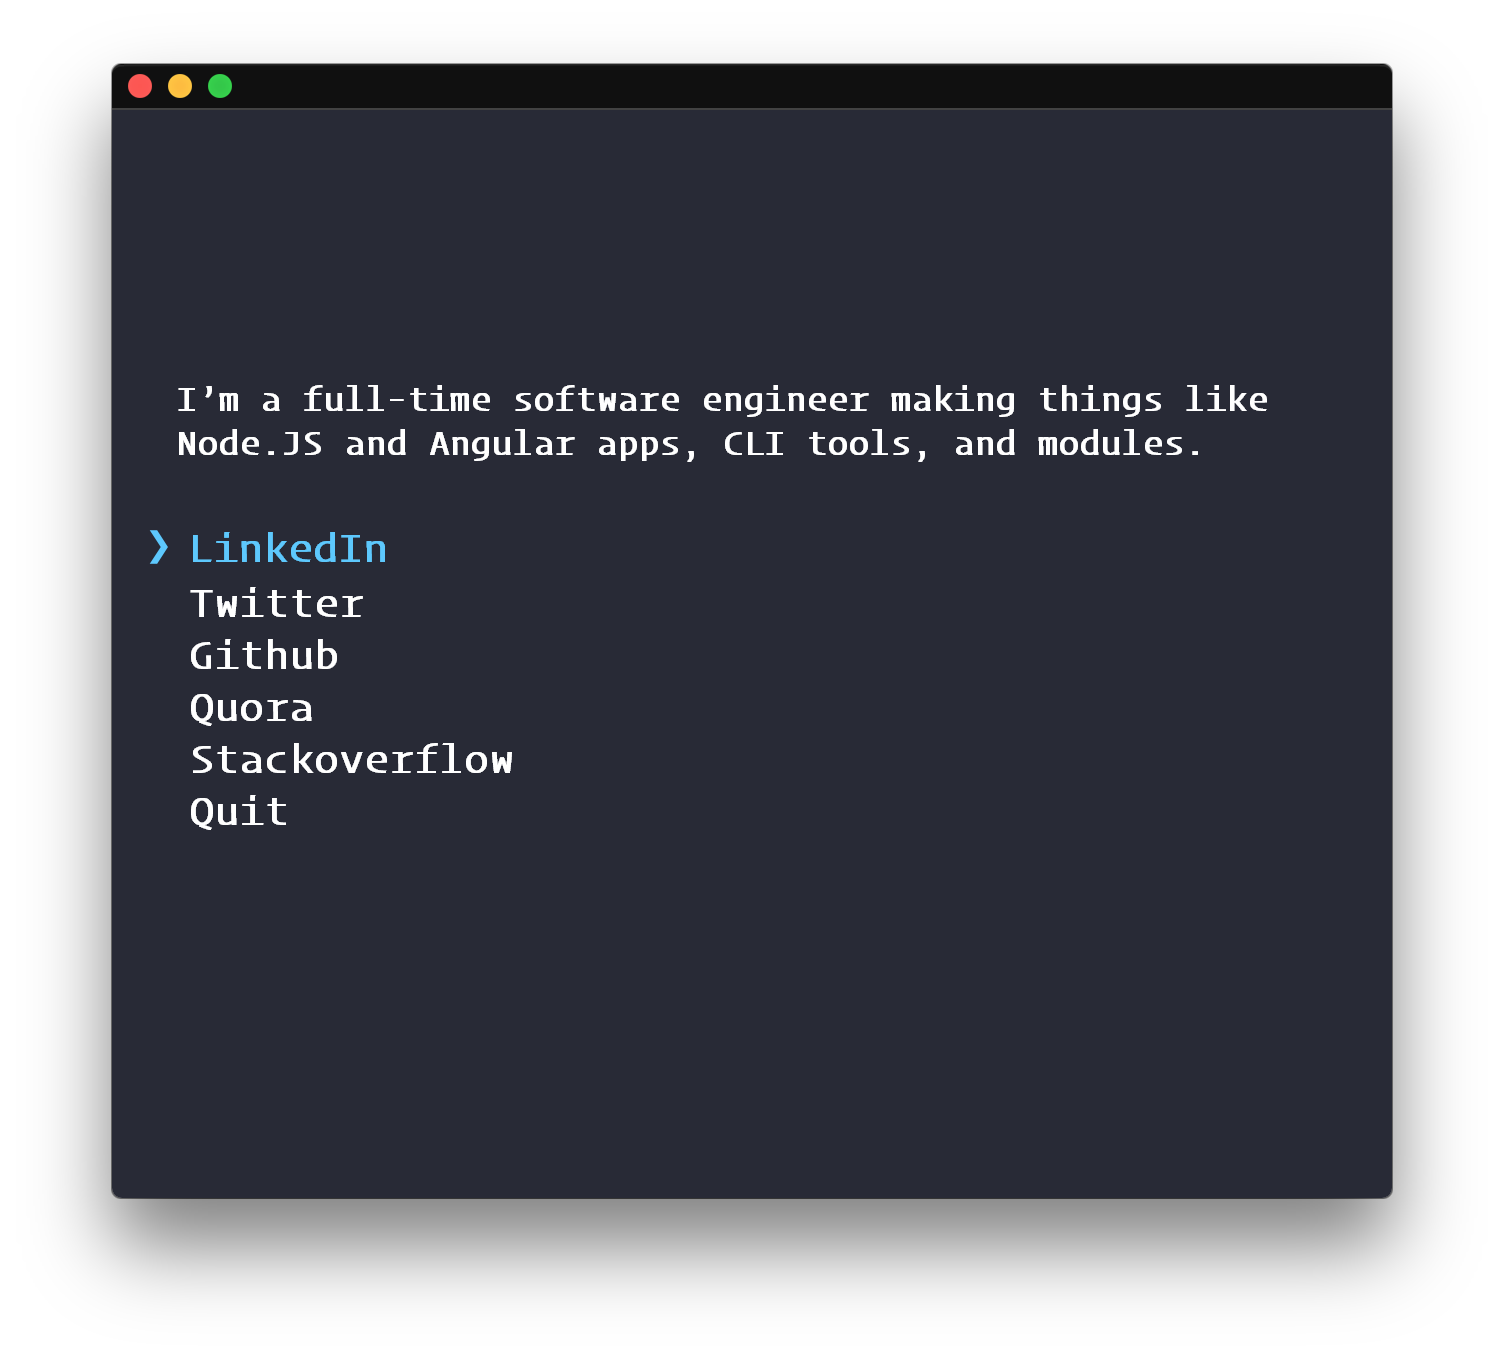 I’m a full-time software engineer making things like
Node.JS and Angular apps, CLI tools, and modules.
❯ LinkedIn
Twitter
Github
Quora
Stackoverflow
Quit